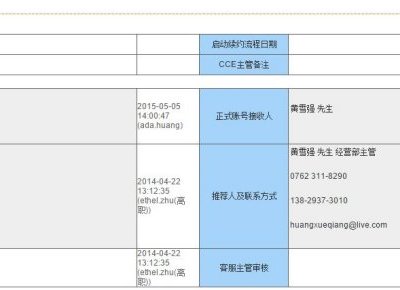 启动续约流程日期
CCE主管备注
2015-05-05
14:00:47
(ada.huang)
正式账号接收人
黄雪强 先生
2014-04-22
13:12:35
(ethel.zhu(离
职))
推荐人及联系方式
黄雪强 先生 经营部主管
0762 311-8290
138-2937-3010
huangxueqiang@live.com
2014-04-22
13:12:35
(ethel.zhu(离
职))
客服主管审核